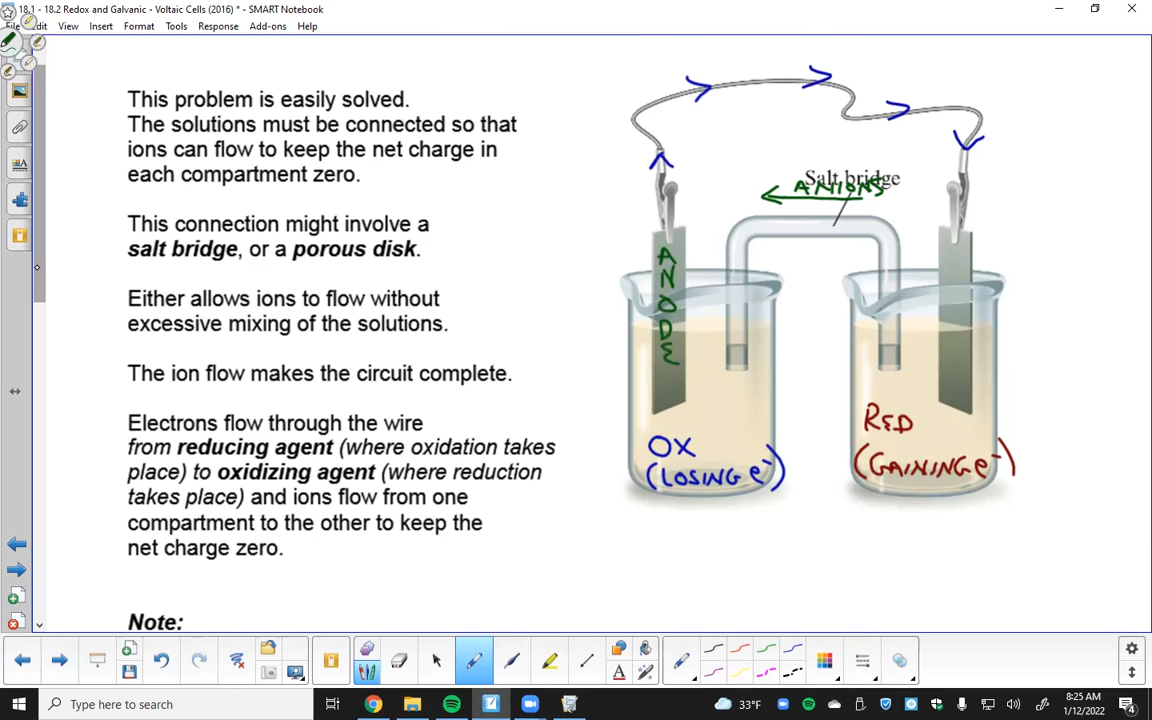 18.1 - 18.2 Redox and Galvanic - Voltaic Cells (2016) * - SMART Notebook
File Edit View Insert Format Tools Response Add-ons Help
This problem is easily solved.
The solutions must be connected so that
ions can flow to keep the net charge in
each compartment zero.
This connection might involve a
salt bridge, or a porous disk.
Either allows ions to flow without
excessive mixing of the solutions.
The ion flow makes the circuit complete.
Electrons flow through the wire
from reducing agent (where oxidation takes
place) to oxidizing agent (where reduction
takes place) and ions flow from one
compartment to the other to keep the
net charge zero.
Note:
Salt bridge
ANIONS
ANODE
OX
(LOSING e⁻)
RED
(GAINING e⁻)
Type here to search
33°F
8:25 AM
1/12/2022
4